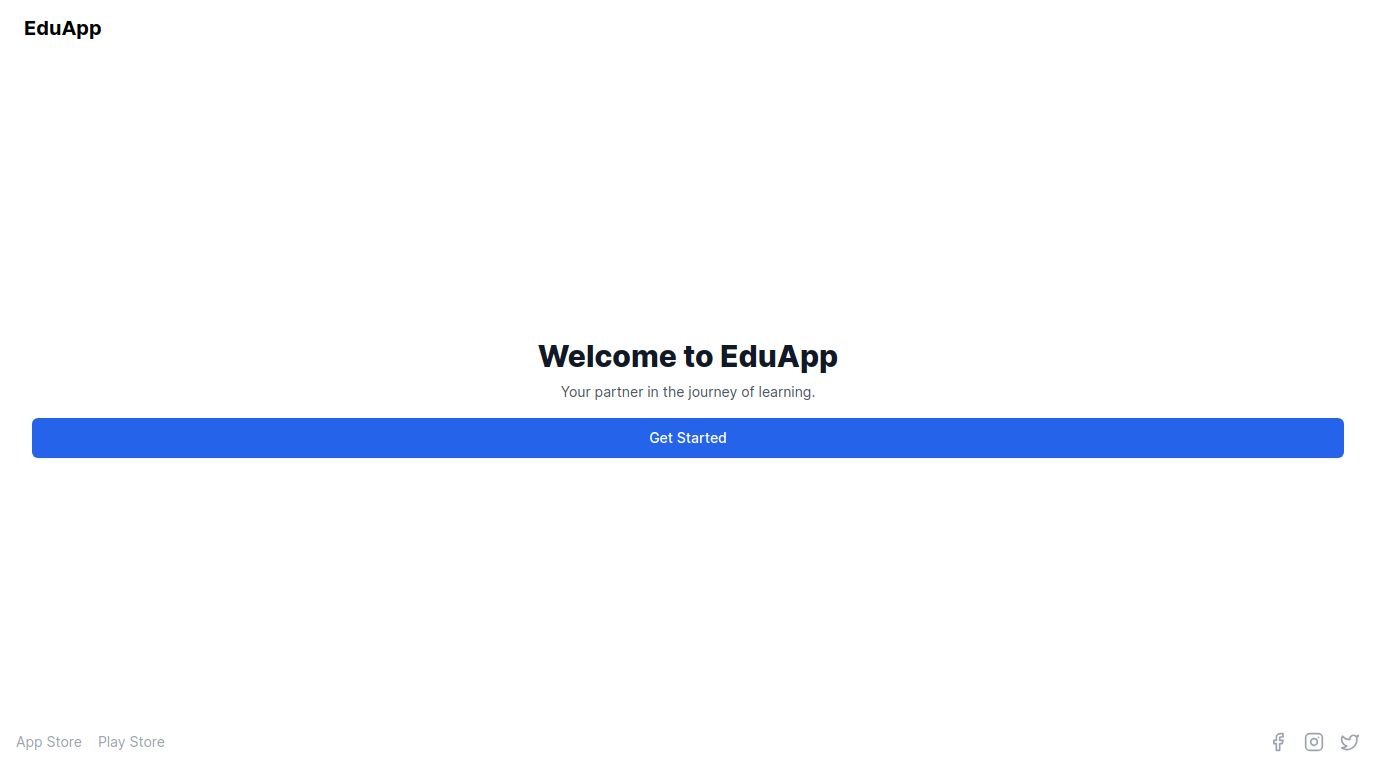 EduApp
Welcome to EduApp
Your partner in the journey of learning.
Get Started
App Store Play Store